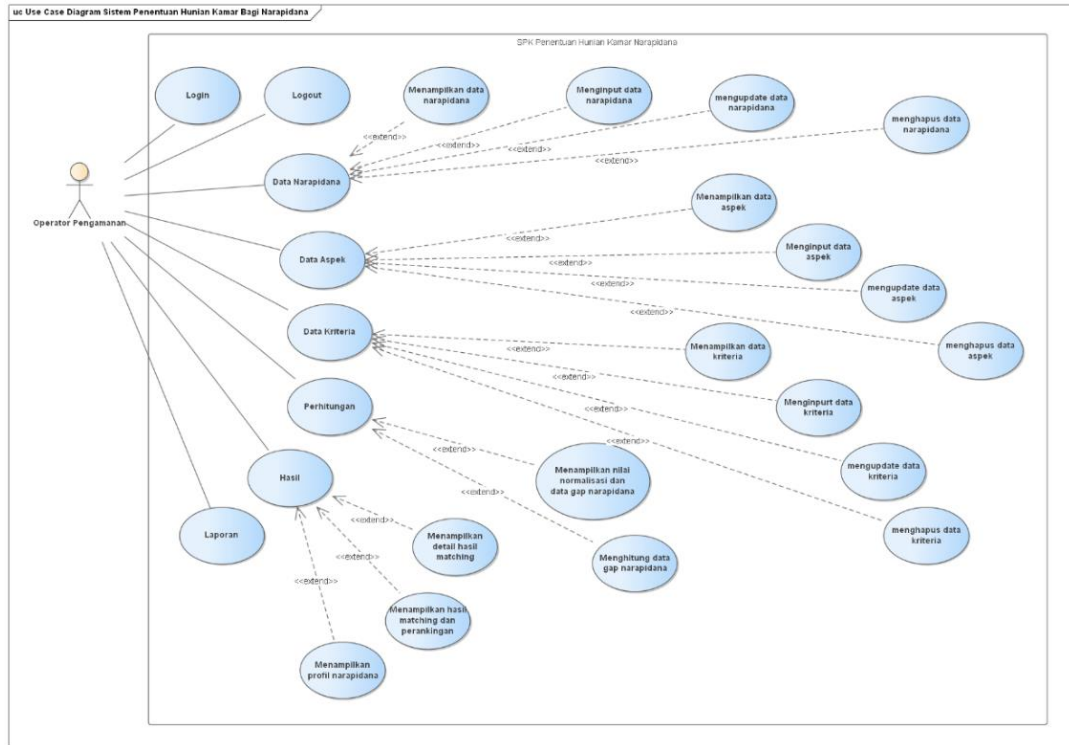 uc Use Case Diagram Sistem Penentuan Hunian Kamar Bagi Narapidana
SPK Penentuan Hunian Kamar Narapidana
Login
Logout
Menampilkan data
narapidana
Menginput data
narapidana
mengupdate data
narapidana
menghapus data
narapidana
<<extend>>
<<extend>>
<<extend>>
<<extend>>
Data Narapidana
Operator Pengamanan
Menampilkan data
aspek
<<extend>>
Menginput data
aspek
<<extend>>
Data Aspek
<<extend>>
mengupdate data
aspek
<<extend>>
Data Kriteria
menghapus data
aspek
Menampilkan data
kriteria
<<extend>>
<<extend>>
Perhitungan
Menginpurt data
kriteria
<<extend>>
<<extend>>
<<extend>>
mengupdate data
kriteria
Hasil
Menampilkan nilai
normalisasi dan
data gap narapidana
<<extend>>
<<extend>>
Laporan
Menampilkan
detail hasil
matching
menghapus data
kriteria
Menghitung data
gap narapidana
<<extend>>
<<extend>>
Menampilkan hasil
matching dan
perankingan
Menampilkan
profil narapidana